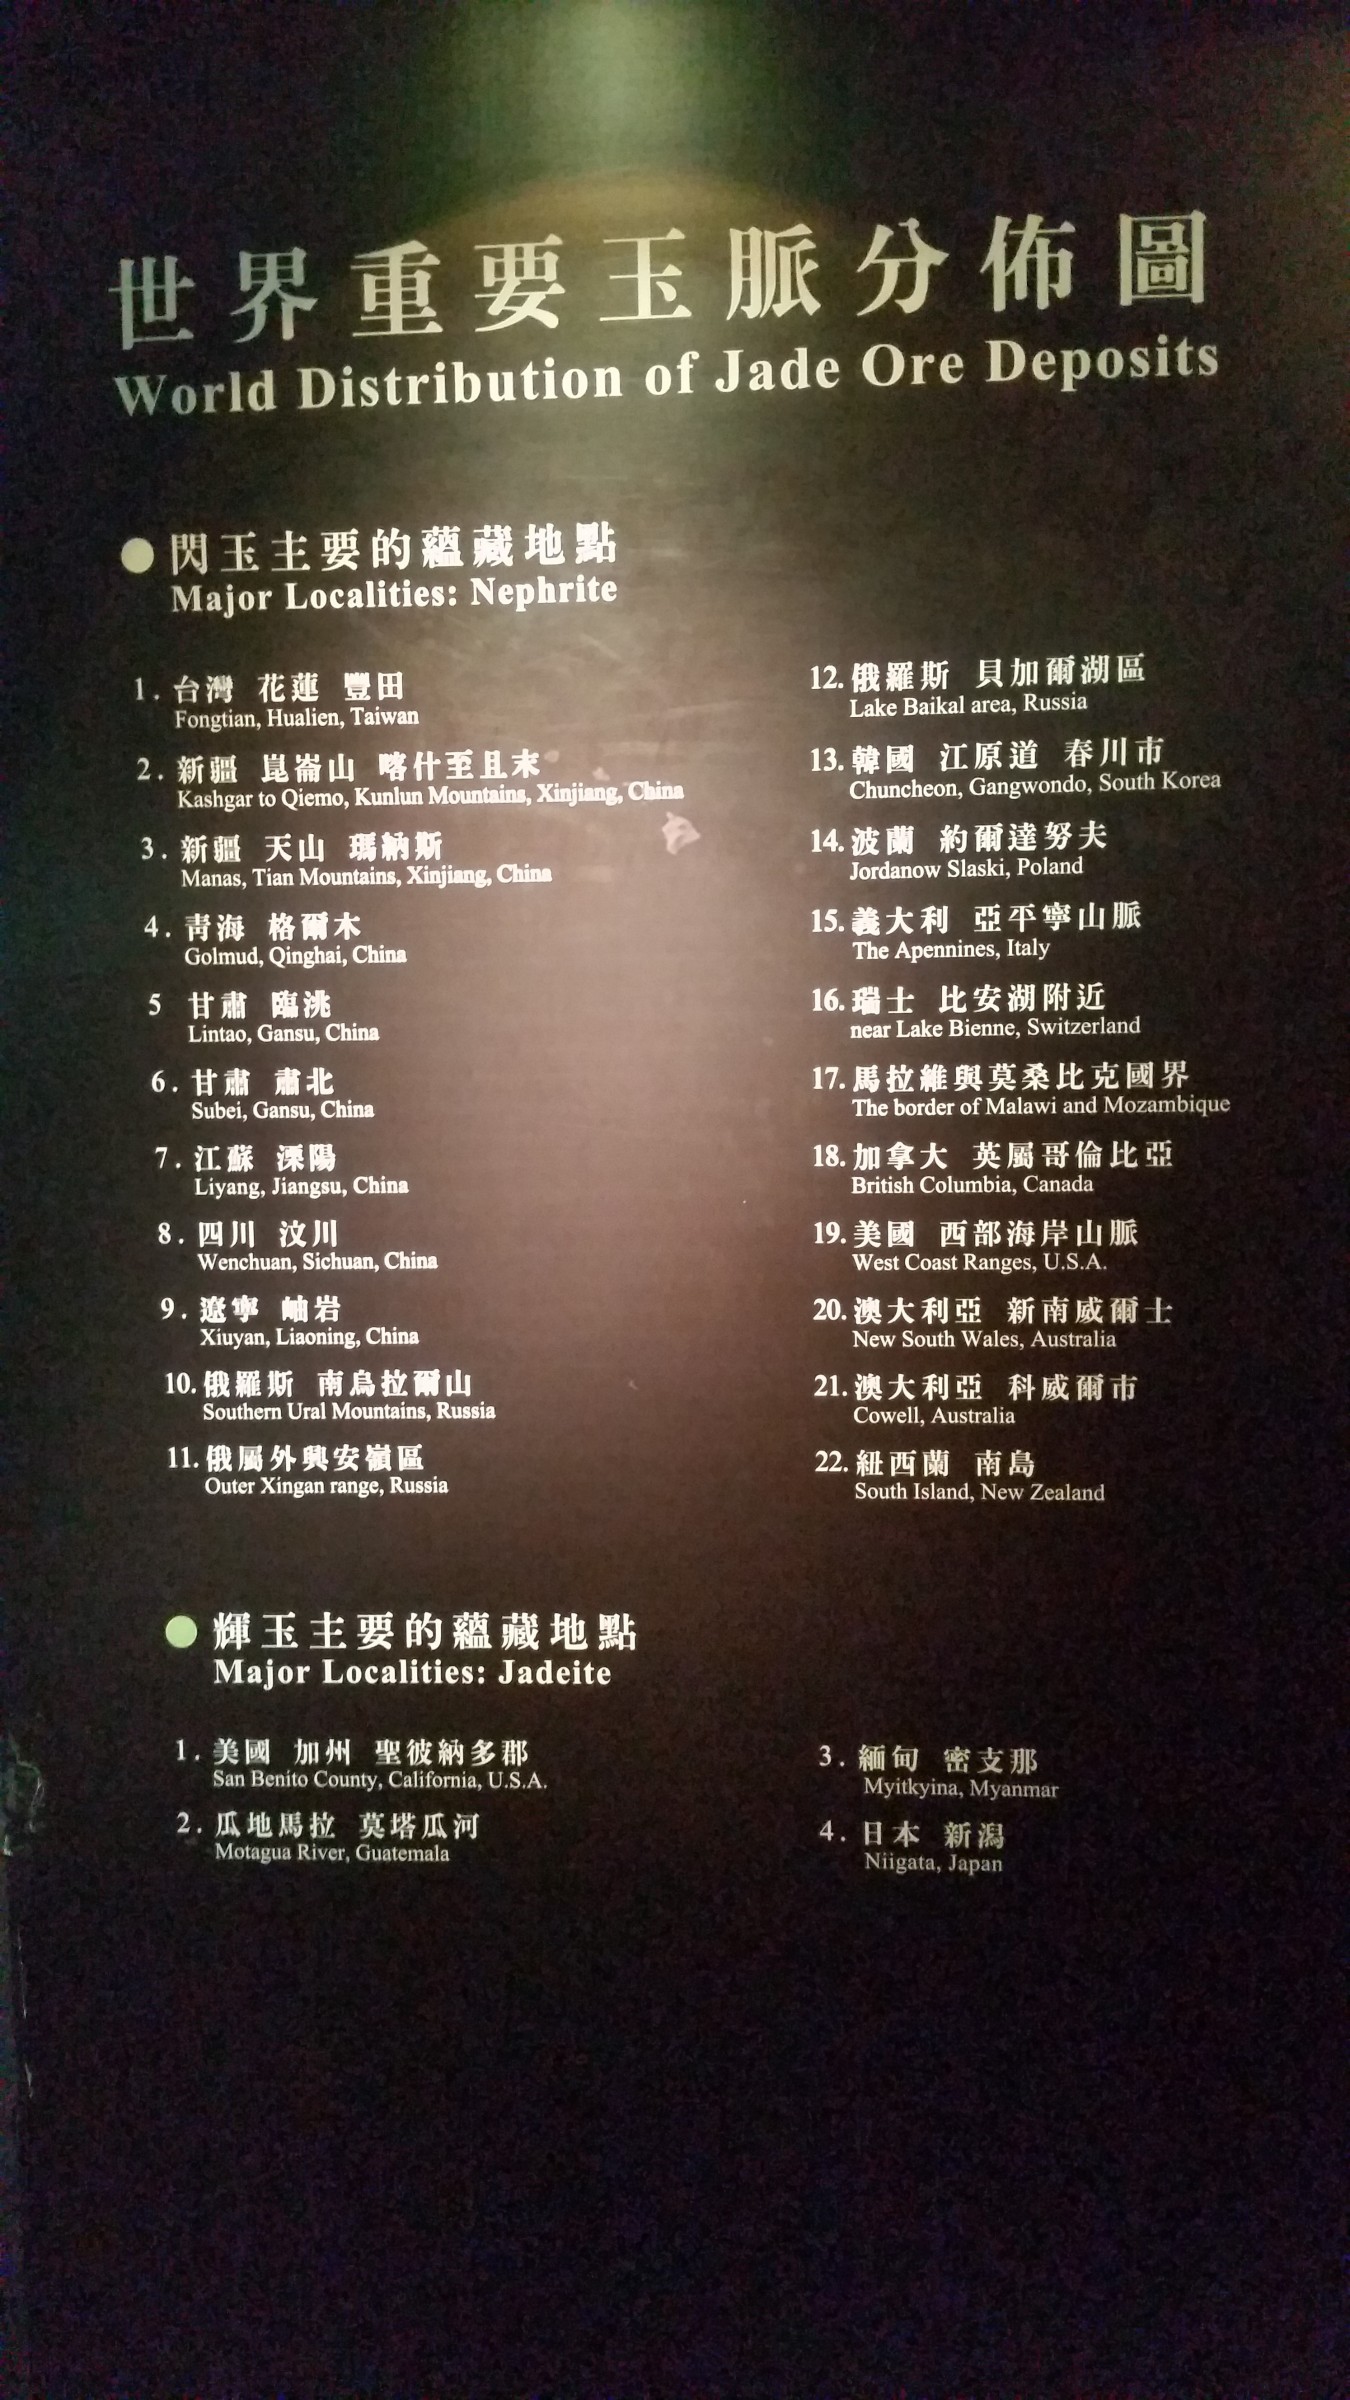 世界重要玉脈分佈圖
World Distribution of Jade Ore Deposits
閃玉主要的蘊藏地點
Major Localities: Nephrite
1. 台灣 花蓮 豐田
Fongtian, Hualien, Taiwan
2. 新疆 崑崙山 喀什至且末
Kashgar to Qiemo, Kunlun Mountains, Xinjiang, China
3. 新疆 天山 瑪納斯
Manas, Tian Mountains, Xinjiang, China
4. 青海 格爾木
Golmud, Qinghai, China
5 甘肅 臨洮
Lintao, Gansu, China
6. 甘肅 肅北
Subei, Gansu, China
7. 江蘇 溧陽
Liyang, Jiangsu, China
8. 四川 汶川
Wenchuan, Sichuan, China
9. 遼寧 岫岩
Xiuyan, Liaoning, China
10. 俄羅斯 南烏拉爾山
Southern Ural Mountains, Russia
11. 俄屬外興安嶺區
Outer Xingan range, Russia
12. 俄羅斯 貝加爾湖區
Lake Baikal area, Russia
13. 韓國 江原道 春川市
Chuncheon, Gangwondo, South Korea
14. 波蘭 約爾達努夫
Jordanow Slaski, Poland
15. 義大利 亞平寧山脈
The Apennines, Italy
16. 瑞士 比安湖附近
near Lake Bienne, Switzerland
17. 馬拉維與莫桑比克國界
The border of Malawi and Mozambique
18. 加拿大 英屬哥倫比亞
British Columbia, Canada
19. 美國 西部海岸山脈
West Coast Ranges, U.S.A.
20. 澳大利亞 新南威爾士
New South Wales, Australia
21. 澳大利亞 科威爾市
Cowell, Australia
22. 紐西蘭 南島
South Island, New Zealand
輝玉主要的蘊藏地點
Major Localities: Jadeite
1. 美國 加州 聖彼納多郡
San Benito County, California, U.S.A.
2. 瓜地馬拉 莫塔瓜河
Motagua River, Guatemala
3. 緬甸 密支那
Myitkyina, Myanmar
4. 日本 新潟
Niigata, Japan